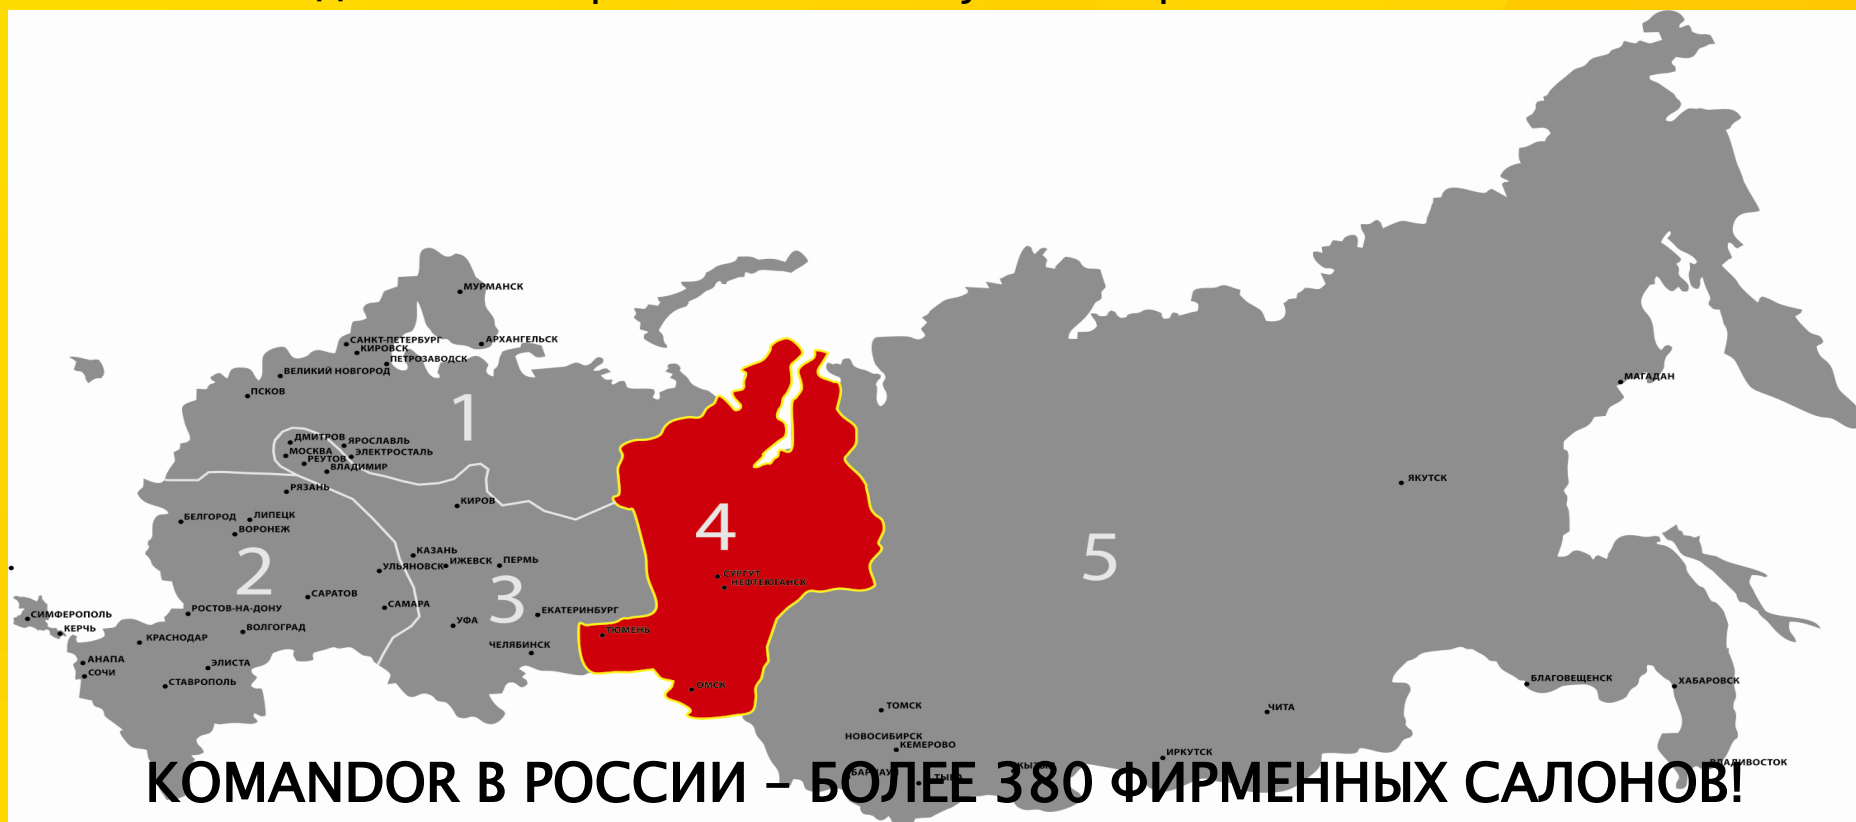 МУРМАНСК
САНКТ-ПЕТЕРБУРГ
АРХАНГЕЛЬСК
КИРОВСК
ПЕТРОЗАВОДСК
ВЕЛИКИЙ НОВГОРОД
МАГАДАН
ПСКОВ
1
ДМИТРОВ
ЯРОСЛАВЛЬ
МОСКВА
ЭЛЕКТРОСТАЛЬ
РЕУТОВ
ВЛАДИМИР
ЯКУТСК
РЯЗАНЬ
КИРОВ
БЕЛГОРОД
ЛИПЕЦК
ВОРОНЕЖ
4
КАЗАНЬ
5
2
УЛЬЯНОВСК
ИЖЕВСК
ПЕРМЬ
СУРГУТ
НЕФТЕЮГАНСК
3
САРАТОВ
САМАРА
РОСТОВ-НА-ДОНУ
ЕКАТЕРИНБУРГ
СИМФЕРОПОЛЬ
УФА
КЕРЧЬ
ВОЛГОГРАД
ТЮМЕНЬ
КРАСНОДАР
ЧЕЛЯБИНСК
АНАПА
ЭЛИСТА
СОЧИ
СТАВРОПОЛЬ
ОМСК
БЛАГОВЕЩЕНСК
ХАБАРОВСК
ТОМСК
ЧИТА
НОВОСИБИРСК
КЕМЕРОВО
ИРКУТСК
ВЛАДИВОСТОК
КЫЗЫЛ
БАРНАУЛ
KOMANDOR В РОССИИ – БОЛЕЕ 380 ФИРМЕННЫХ САЛОНОВ!